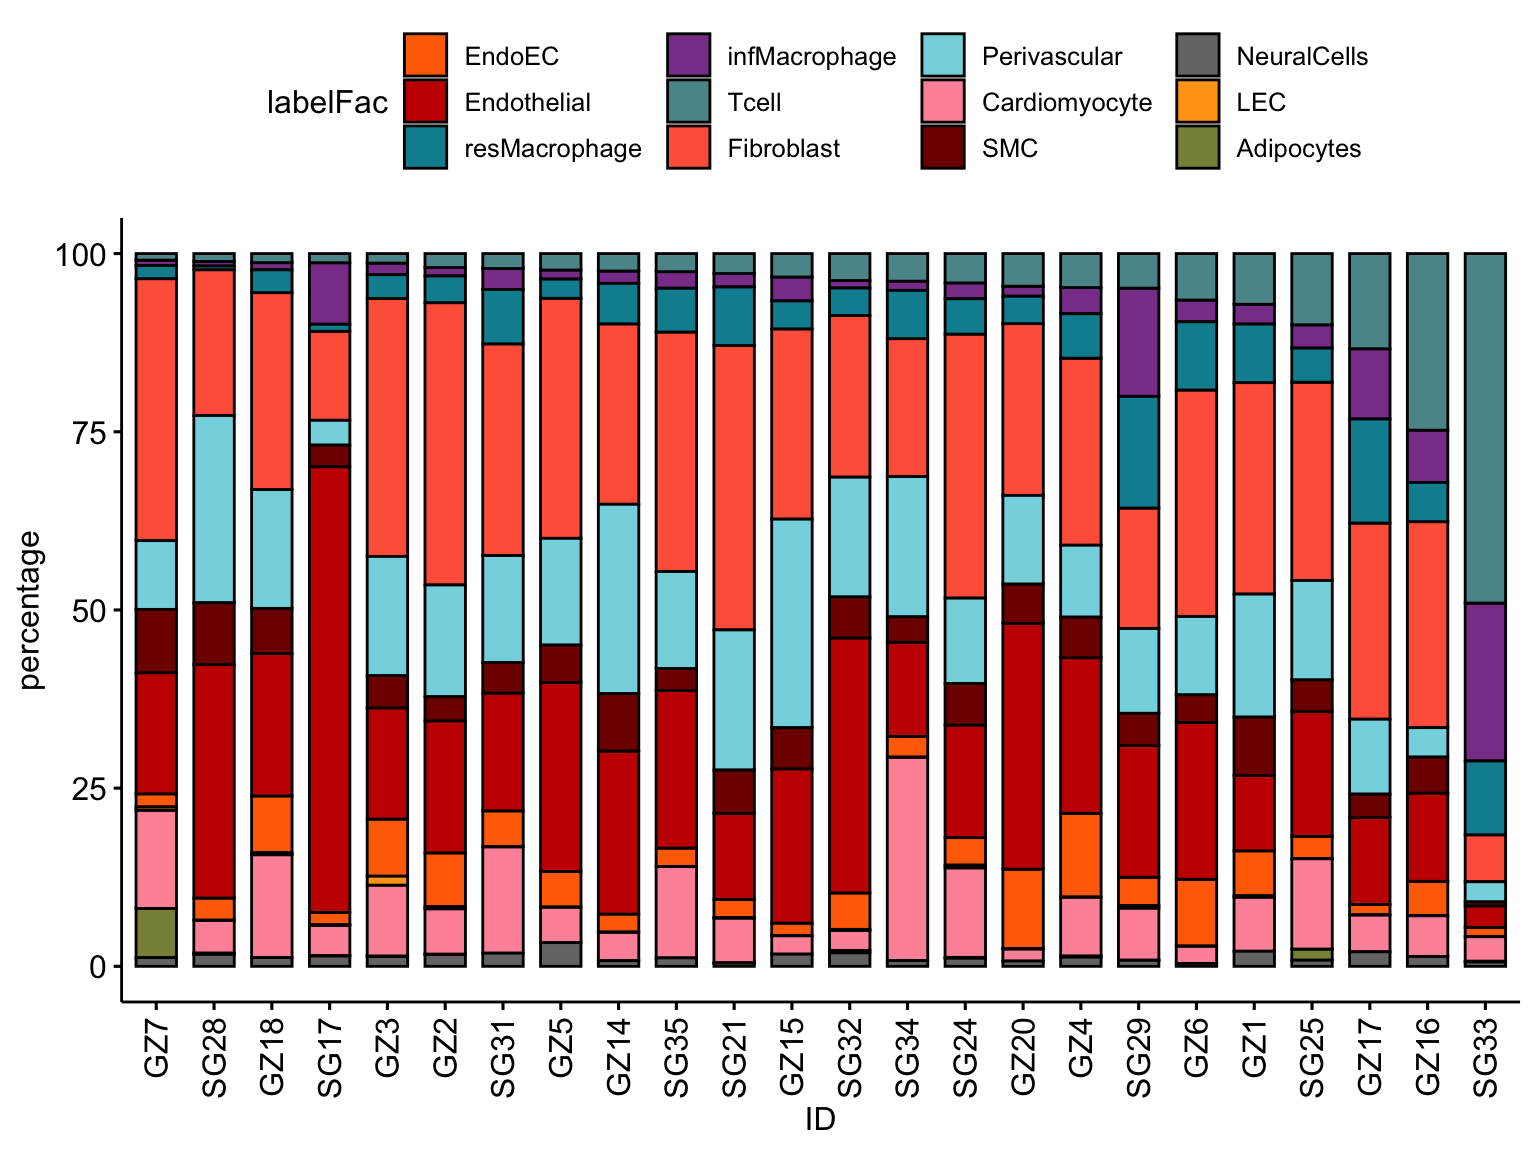 EndoEC infMacrophage Perivascular NeuralCells
labelFac Endothelial Tcell Cardiomyocyte LEC
resMacrophage Fibroblast SMC Adipocytes
100
75
50
25
0
percentage
GZ7 SG28 GZ18 SG17 GZ3 GZ2 SG31 GZ5 GZ14 SG35 SG21 GZ15 SG32 SG34 SG24 GZ20 GZ4 SG29 GZ6 GZ1 SG25 GZ17 GZ16 SG33
ID